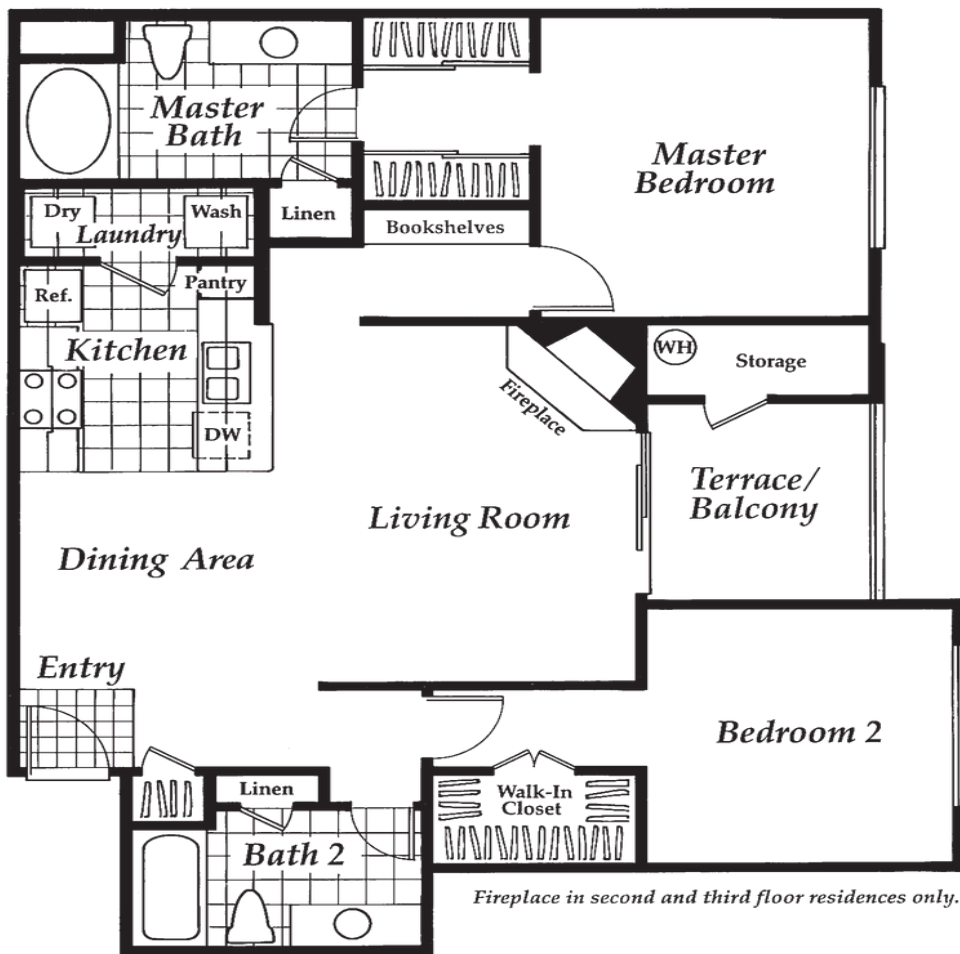 Master
Bath
Master
Bedroom
Linen
Dry
Wash
Laundry
Bookshelves
Ref.
Pantry
Kitchen
WH
Storage
Fireplace
DW
Terrace/
Balcony
Living Room
Dining Area
Entry
Bedroom 2
Linen
Walk-In
Closet
Bath 2
Fireplace in second and third floor residences only.